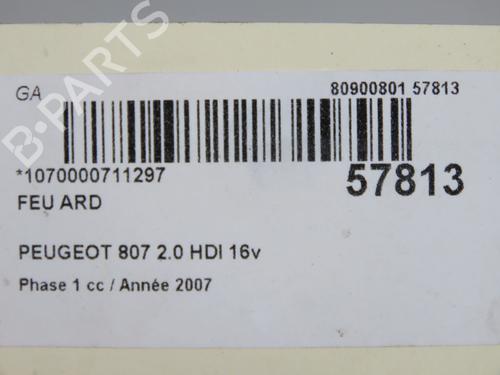 GA
80900801 57813
B-PARTS
*1070000711297
57813
FEU ARD
PEUGEOT 807 2.0 HDI 16v
Phase 1 cc / Année 2007